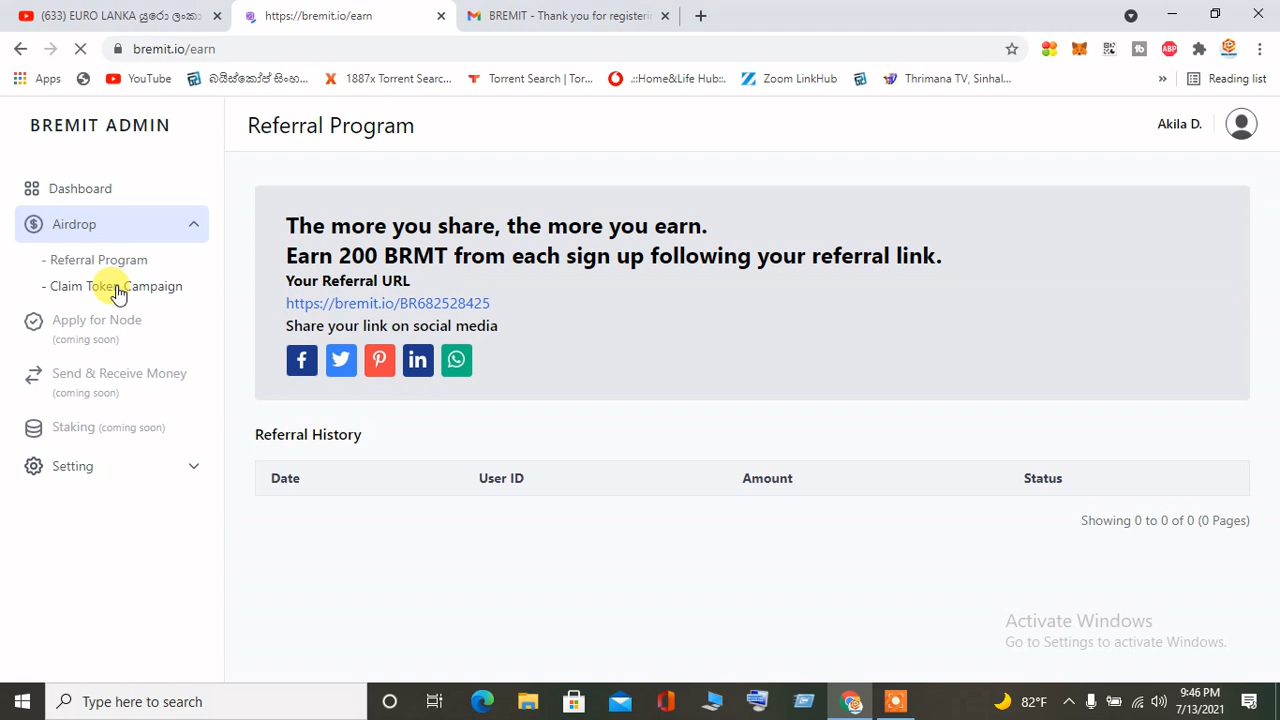 (633) EURO LANKA යුරෝ ලංකා
https://bremit.io/earn
BREMIT - Thank you for registerin
bremit.io/earn
Apps
YouTube
බයිස්කෝප් සිංහ...
1887x Torrent Searc...
Torrent Search | Tor...
.::Home&Life Hub::.
Zoom LinkHub
Thrimana TV, Sinhal...
»
Reading list
ABP
BREMIT ADMIN
Referral Program
Akila D.
Dashboard
Airdrop
- Referral Program
- Claim Token Campaign
Apply for Node
(coming soon)
Send & Receive Money
(coming soon)
Staking (coming soon)
Setting
The more you share, the more you earn.
Earn 200 BRMT from each sign up following your referral link.
Your Referral URL
https://bremit.io/BR682528425
Share your link on social media
Referral History
Date User ID Amount Status
Showing 0 to 0 of 0 (0 Pages)
Activate Windows
Go to Settings to activate Windows.
Type here to search
82°F
9:46 PM
7/13/2021